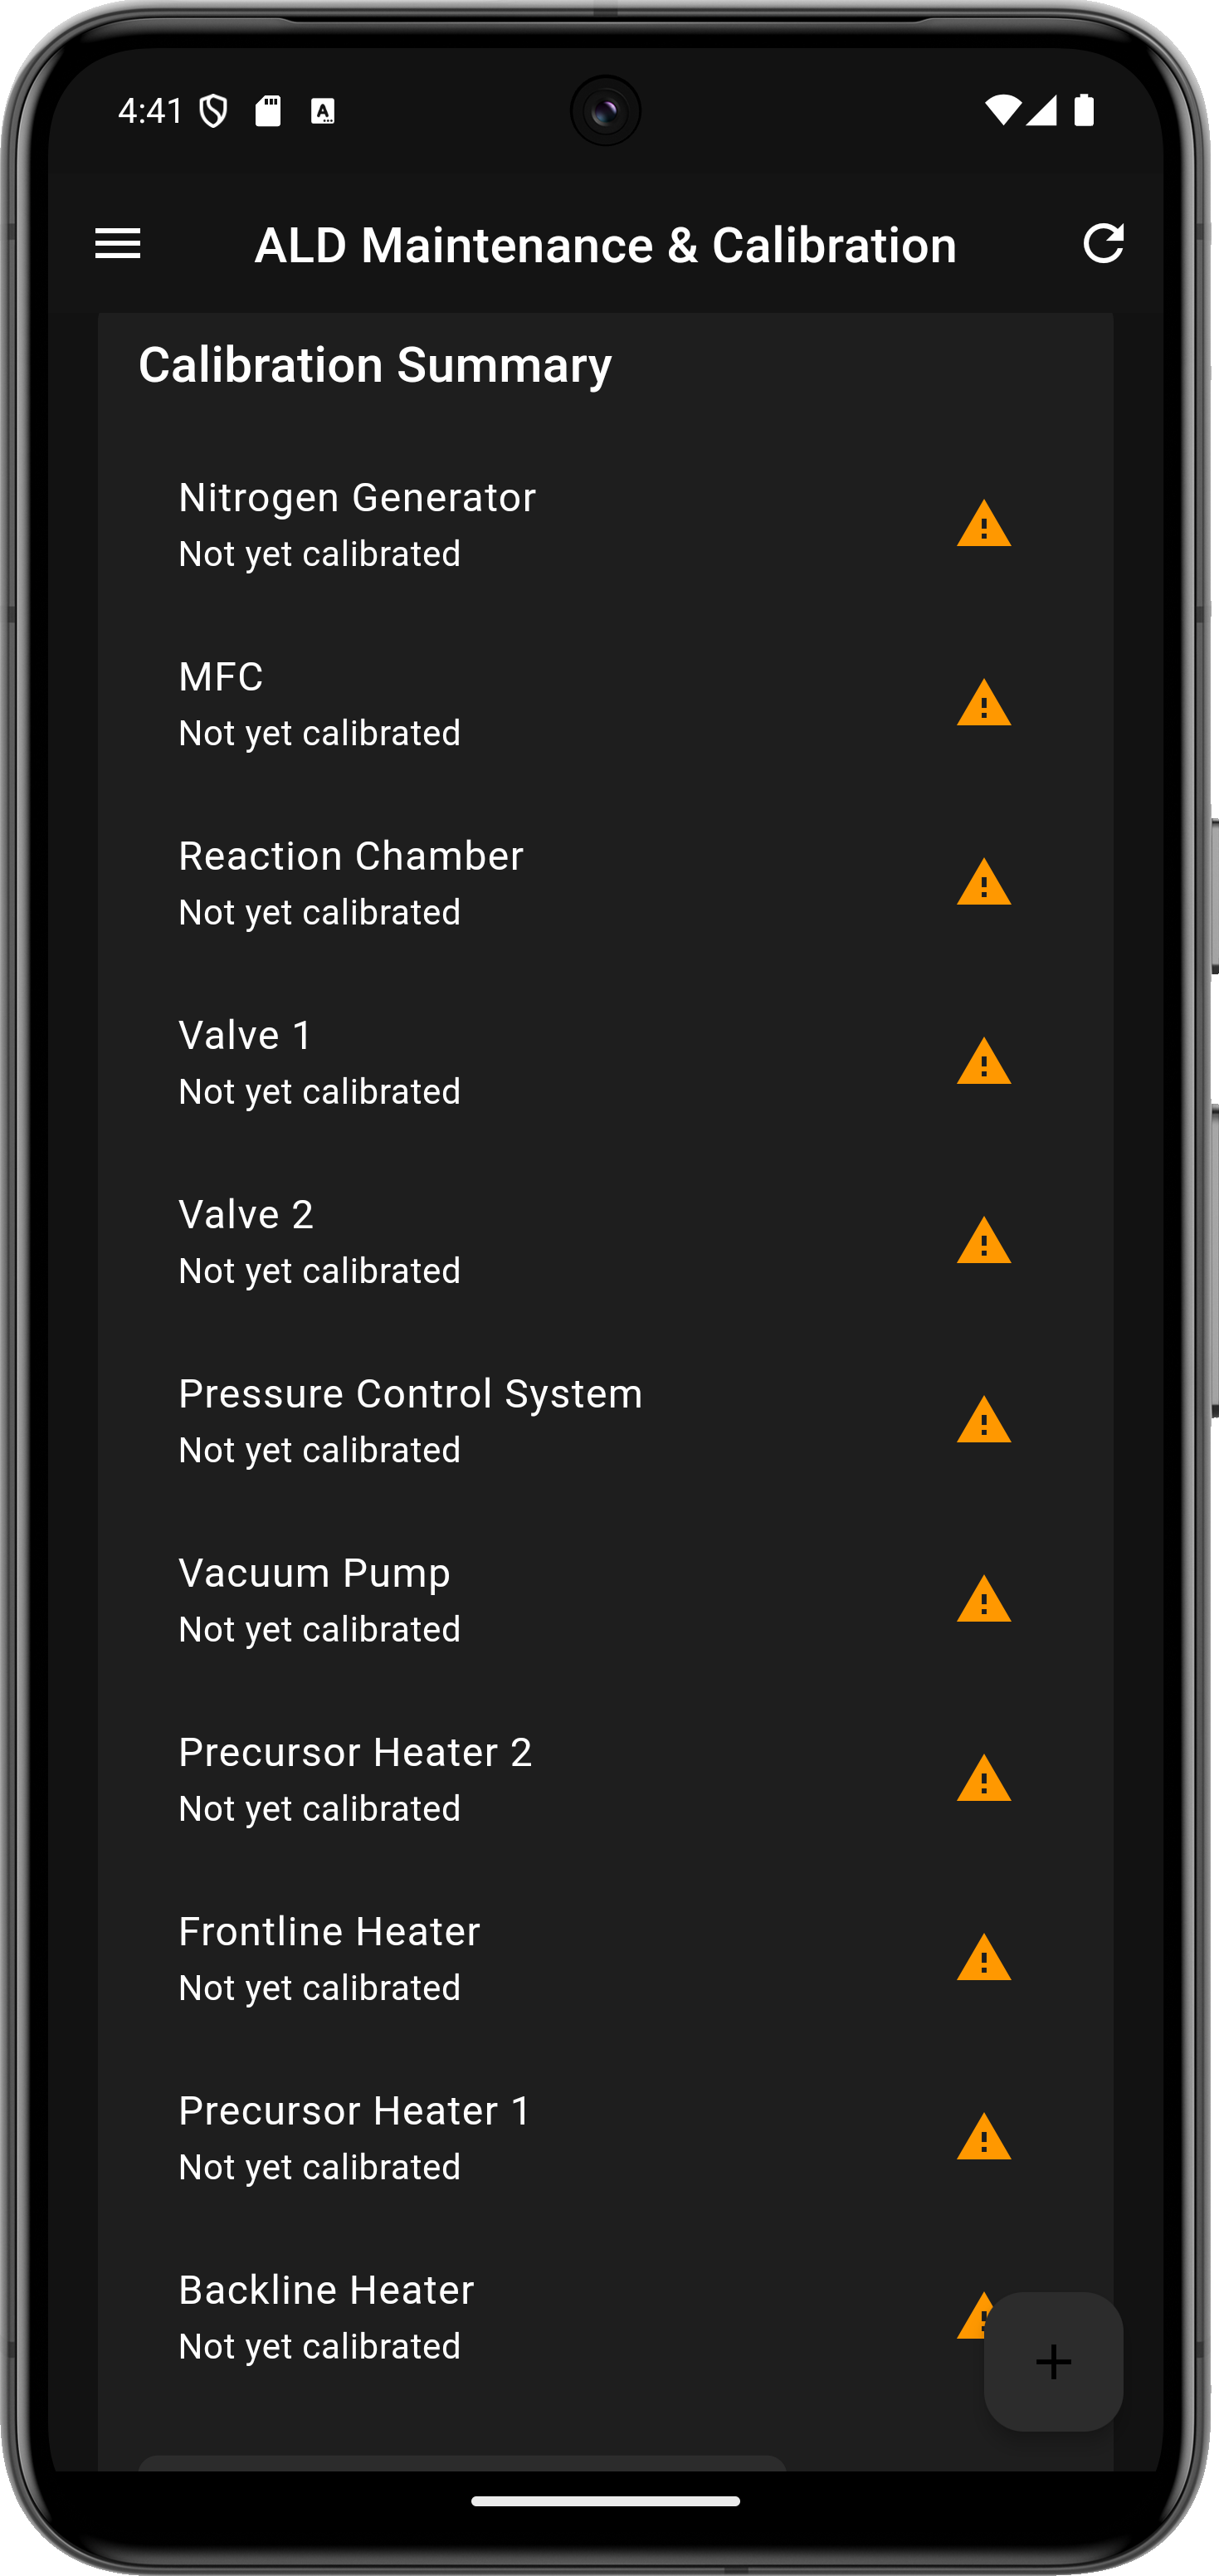 4:41
ALD Maintenance & Calibration
Calibration Summary
Nitrogen Generator
Not yet calibrated
MFC
Not yet calibrated
Reaction Chamber
Not yet calibrated
Valve 1
Not yet calibrated
Valve 2
Not yet calibrated
Pressure Control System
Not yet calibrated
Vacuum Pump
Not yet calibrated
Precursor Heater 2
Not yet calibrated
Frontline Heater
Not yet calibrated
Precursor Heater 1
Not yet calibrated
Backline Heater
Not yet calibrated